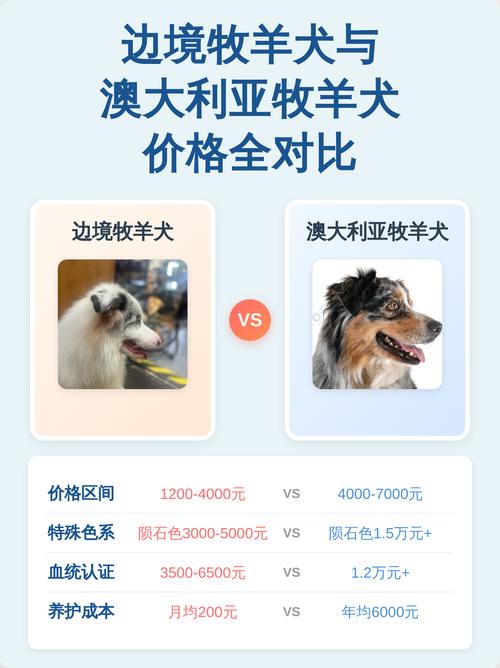 边境牧羊犬与
澳大利亚牧羊犬
价格全对比
边境牧羊犬
澳大利亚牧羊犬
VS
价格区间 1200-4000元 VS 4000-7000元
特殊色系 陨石色3000-5000元 VS 陨石色1.5万元+
血统认证 3500-6500元 VS 1.2万元+
养护成本 月均200元 VS 年均6000元